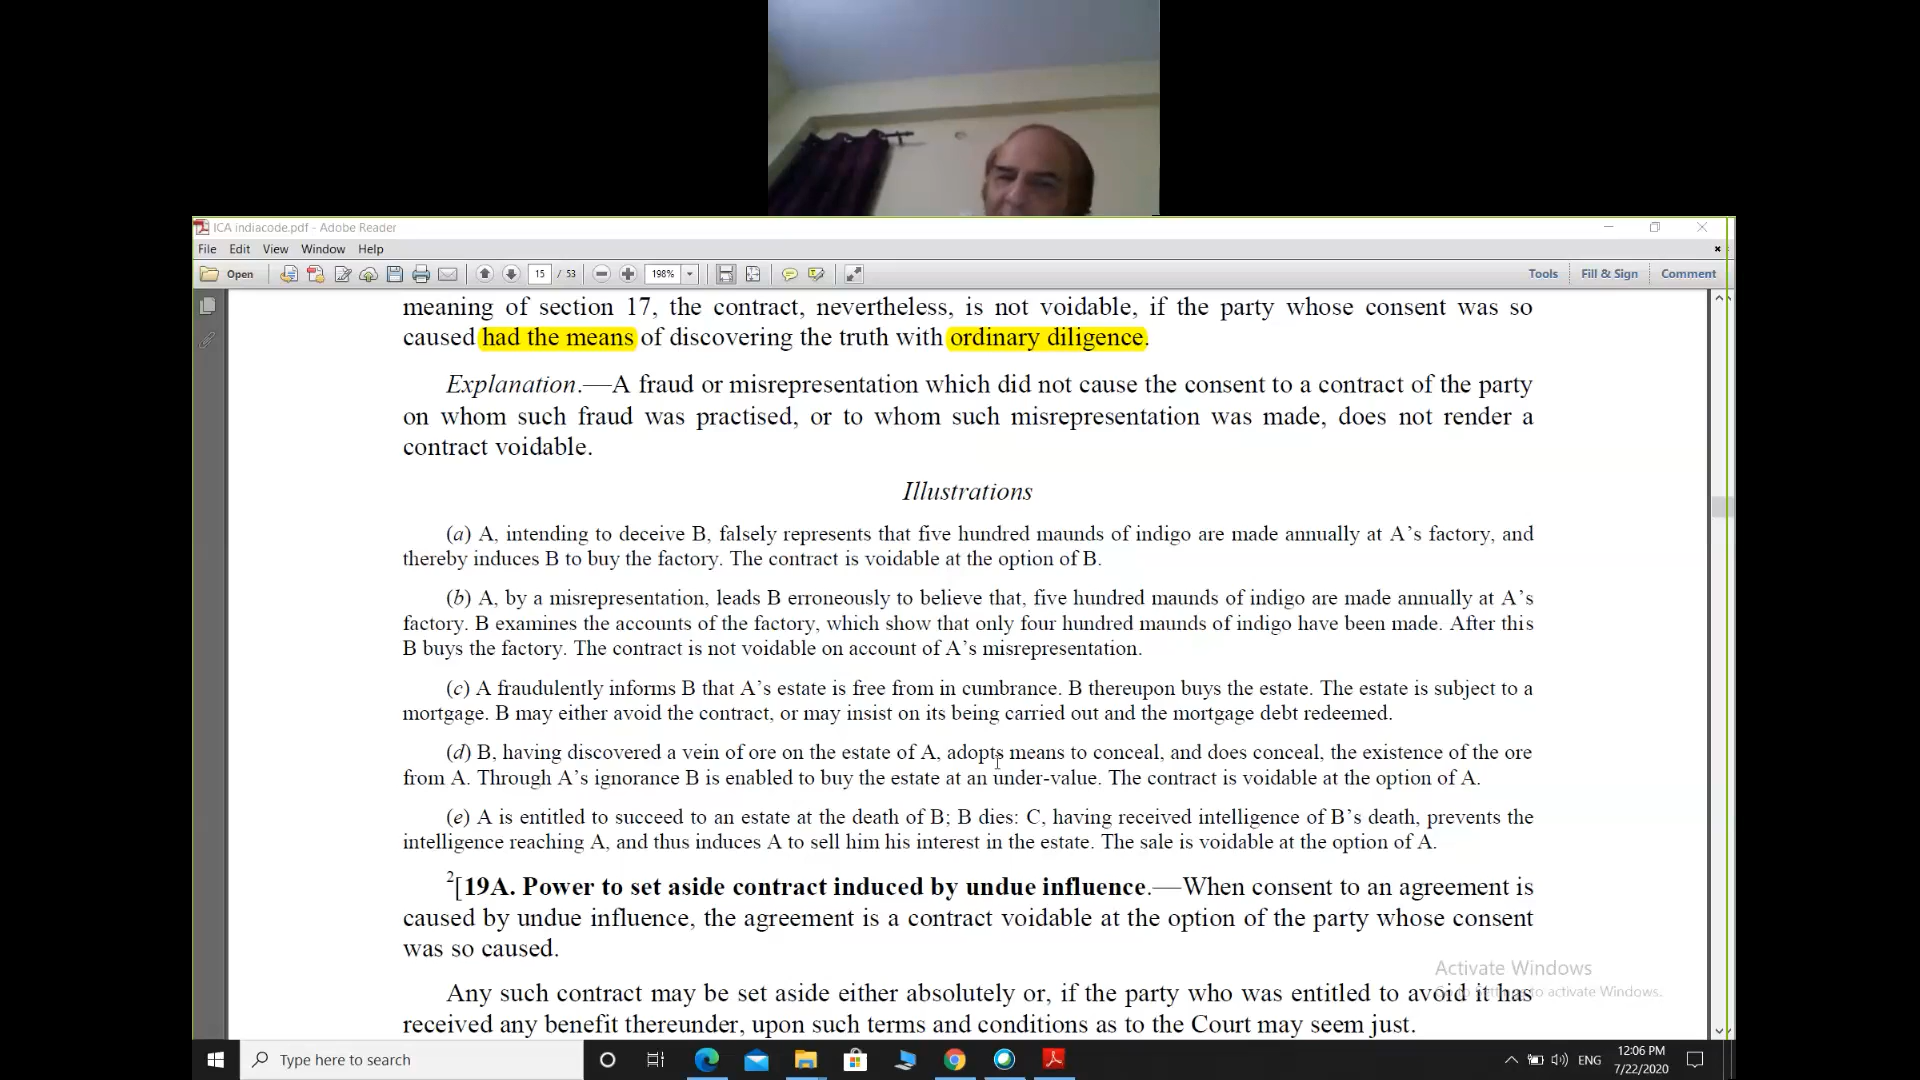 ICA indiacode.pdf - Adobe Reader
File Edit View Window Help
Open 15 / 53 198% Tools Fill & Sign Comment
meaning of section 17, the contract, nevertheless, is not voidable, if the party whose consent was so
caused had the means of discovering the truth with ordinary diligence.
Explanation.—A fraud or misrepresentation which did not cause the consent to a contract of the party
on whom such fraud was practised, or to whom such misrepresentation was made, does not render a
contract voidable.
Illustrations
(a) A, intending to deceive B, falsely represents that five hundred maunds of indigo are made annually at A's factory, and
thereby induces B to buy the factory. The contract is voidable at the option of B.
(b) A, by a misrepresentation, leads B erroneously to believe that, five hundred maunds of indigo are made annually at A's
factory. B examines the accounts of the factory, which show that only four hundred maunds of indigo have been made. After this
B buys the factory. The contract is not voidable on account of A's misrepresentation.
(c) A fraudulently informs B that A's estate is free from in cumbrance. B thereupon buys the estate. The estate is subject to a
mortgage. B may either avoid the contract, or may insist on its being carried out and the mortgage debt redeemed.
(d) B, having discovered a vein of ore on the estate of A, adopts means to conceal, and does conceal, the existence of the ore
from A. Through A's ignorance B is enabled to buy the estate at an under-value. The contract is voidable at the option of A.
(e) A is entitled to succeed to an estate at the death of B; B dies: C, having received intelligence of B's death, prevents the
intelligence reaching A, and thus induces A to sell him his interest in the estate. The sale is voidable at the option of A.
2[19A. Power to set aside contract induced by undue influence.—When consent to an agreement is
caused by undue influence, the agreement is a contract voidable at the option of the party whose consent
was so caused.
Activate Windows
Any such contract may be set aside either absolutely or, if the party who was entitled to avoid it has
to activate Windows.
received any benefit thereunder, upon such terms and conditions as to the Court may seem just.
Type here to search
ENG
12:06 PM
7/22/2020